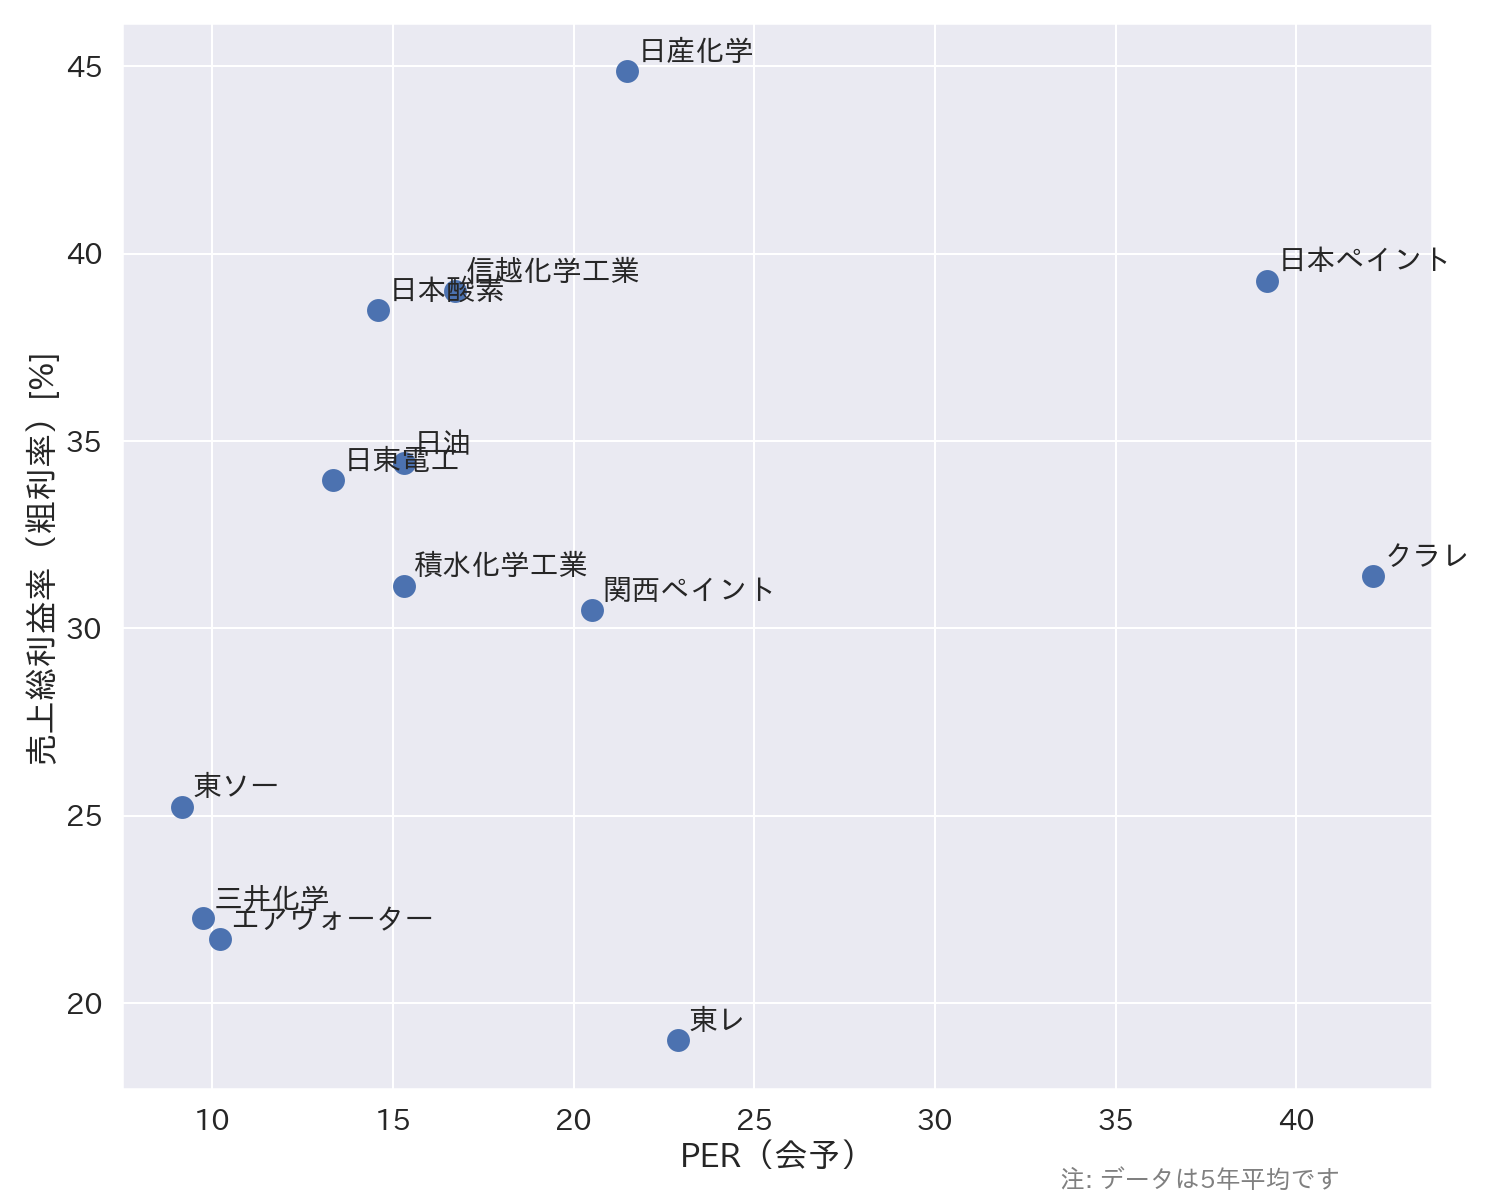 日産化学
45
日本ペイント
40
信越化学工業
日本酸素
日油
35
日東電工
クラレ
積水化学工業
関西ペイント
30
売上総利益率（粗利率）[%]
東ソー
25
三井化学
エアウォーター
20
東レ
10 15 20 25 30 35 40
PER（会予）
注: データは5年平均です